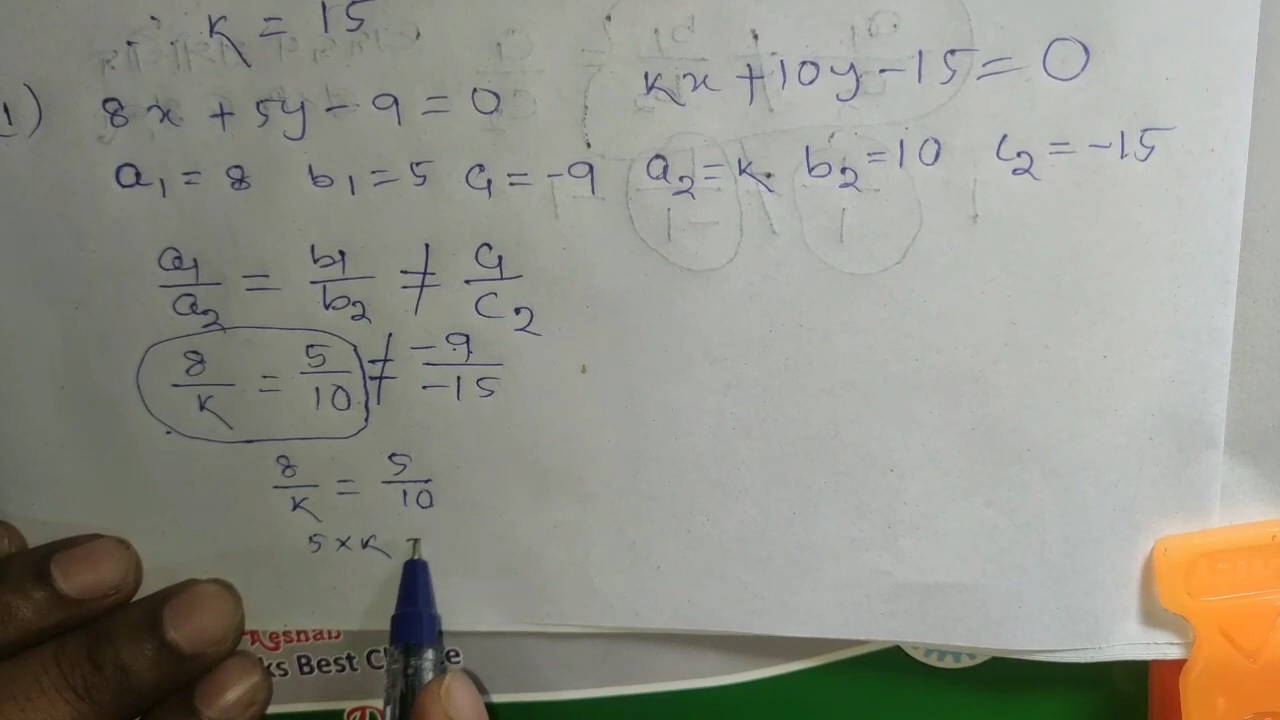 K = 15
1) 8x + 5y - 9 = 0 Kx + 10y - 15 = 0
a₁ = 8 b₁ = 5 c₁ = -9 a₂ = K b₂ = 10 c₂ = -15
a₁/a₂ = b₁/b₂ ≠ c₁/c₂
8/K = 5/10 ≠ -9/-15
8/K = 5/10
5 × K
Best